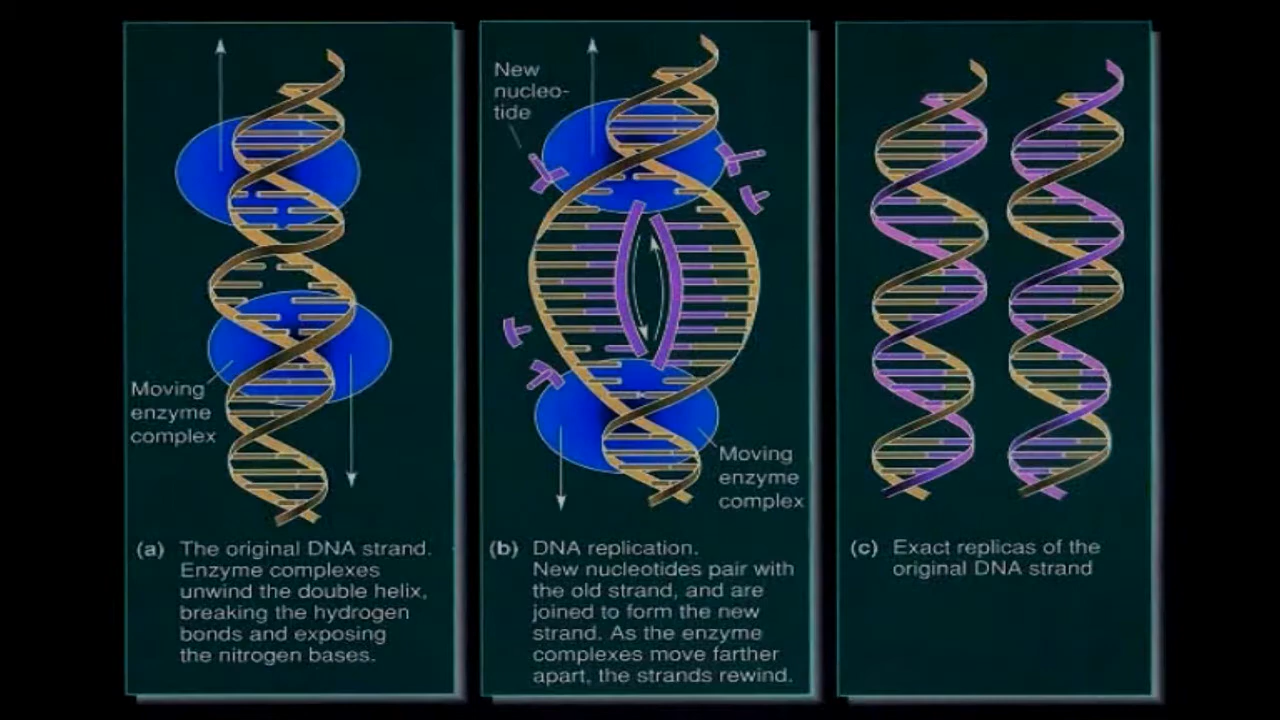 New
nucleo-
tide
Moving
enzyme
complex
Moving
enzyme
complex
(a) The original DNA strand.
Enzyme complexes
unwind the double helix,
breaking the hydrogen
bonds and exposing
the nitrogen bases.
(b) DNA replication.
New nucleotides pair with
the old strand, and are
joined to form the new
strand. As the enzyme
complexes move farther
apart, the strands rewind.
(c) Exact replicas of the
original DNA strand